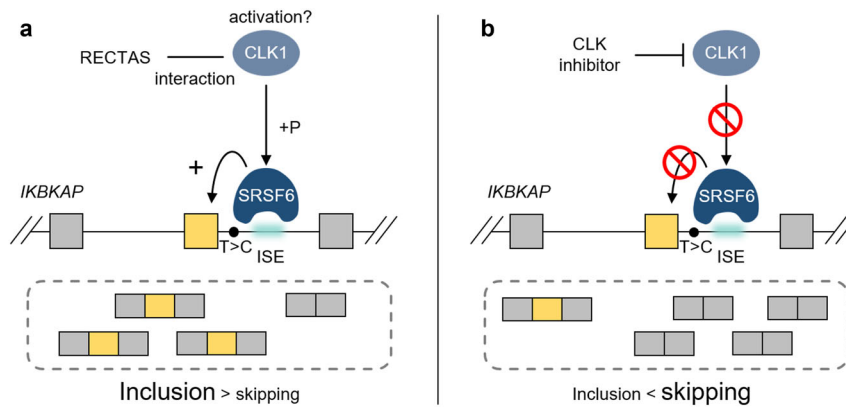 a
activation?
RECTAS
CLK1
interaction
+P
+
SRSF6
IKBKAP
T>C
ISE
Inclusion > skipping
b
CLK
inhibitor
CLK1
SRSF6
IKBKAP
T>C
ISE
Inclusion < skipping